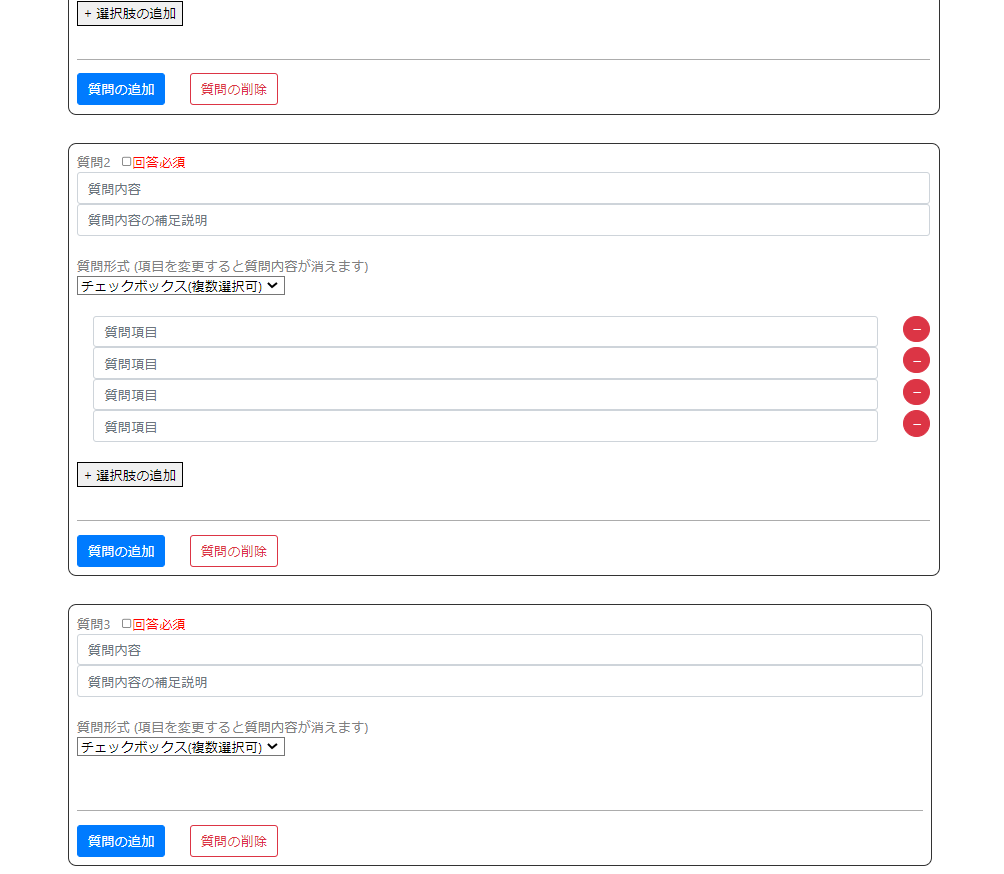 + 選択肢の追加
質問の追加 質問の削除
質問2 回答必須
質問内容
質問内容の補足説明
質問形式 (項目を変更すると質問内容が消えます)
チェックボックス(複数選択可)
質問項目 −
質問項目 −
質問項目 −
質問項目 −
+ 選択肢の追加
質問の追加 質問の削除
質問3 回答必須
質問内容
質問内容の補足説明
質問形式 (項目を変更すると質問内容が消えます)
チェックボックス(複数選択可)
質問の追加 質問の削除